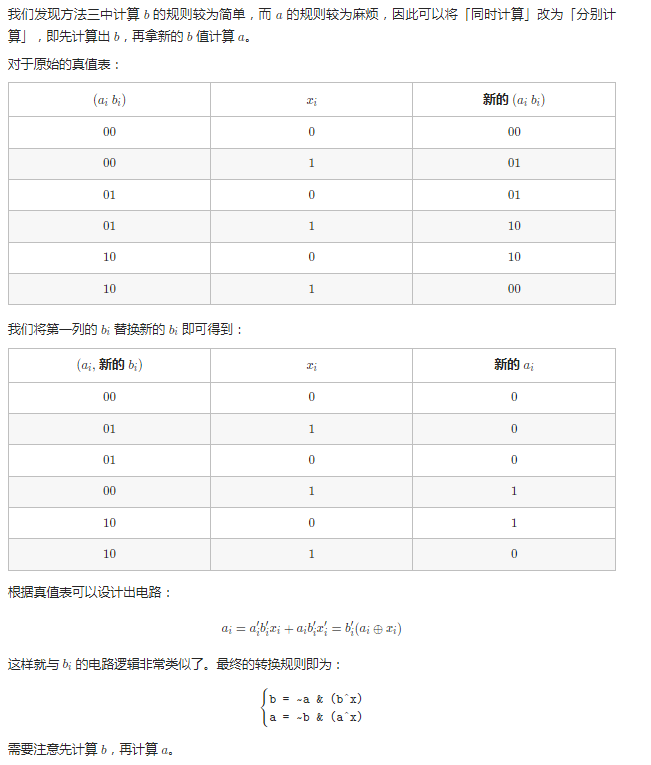 我们发现方法三中计算 b 的规则较为简单，而 a 的规则较为麻烦，因此可以将「同时计算」改为「分别计
算」，即先计算出 b，再拿新的 b 值计算 a。
对于原始的真值表：
(aᵢ bᵢ) xᵢ 新的 (aᵢ bᵢ)
00 0 00
00 1 01
01 0 01
01 1 10
10 0 10
10 1 00
我们将第一列的 bᵢ 替换新的 bᵢ 即可得到：
(aᵢ, 新的 bᵢ) xᵢ 新的 aᵢ
00 0 0
01 1 0
01 0 0
00 1 1
10 0 1
10 1 0
根据真值表可以设计出电路：
aᵢ = a′ᵢb′ᵢxᵢ + aᵢb′ᵢx′ᵢ = b′ᵢ(aᵢ ⊕ xᵢ)
这样就与 bᵢ 的电路逻辑非常类似了。最终的转换规则即为：
b = ~a & (b^x)
a = ~b & (a^x)
需要注意先计算 b，再计算 a。